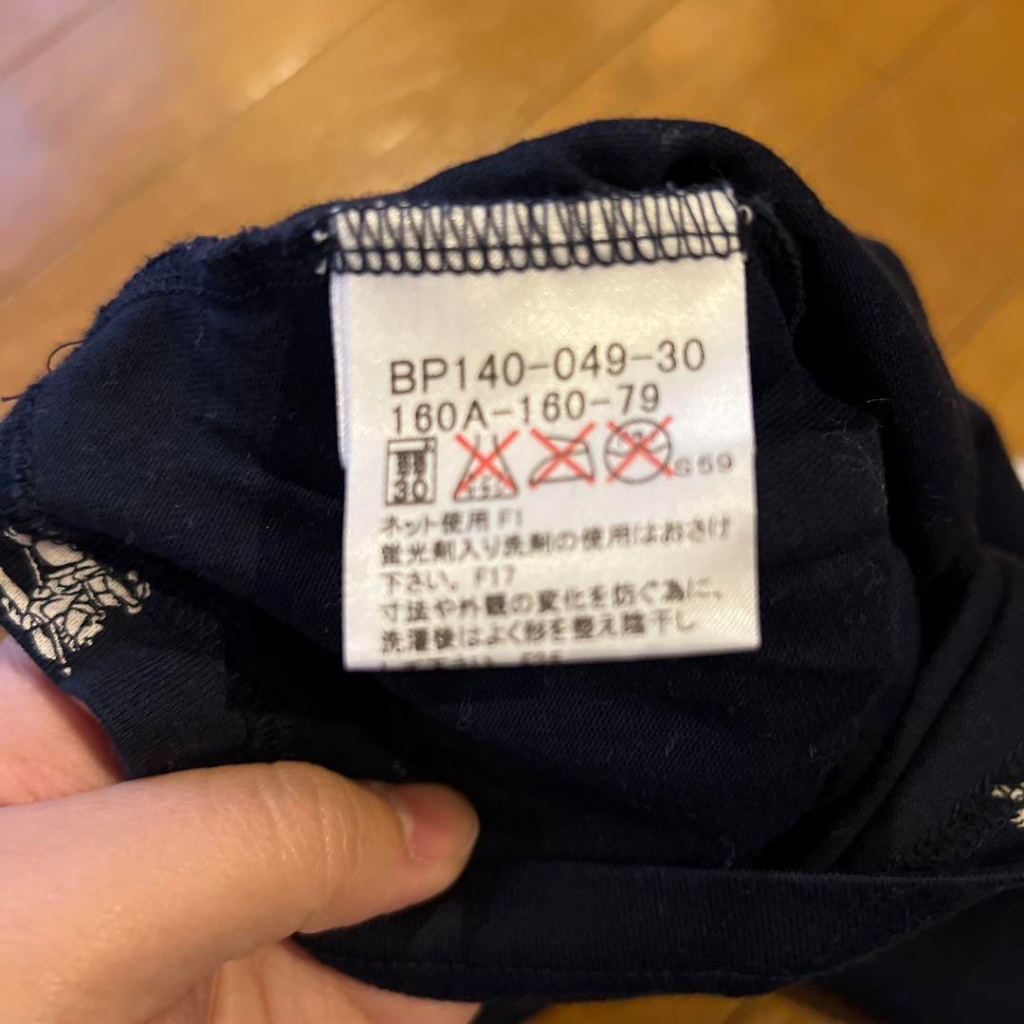 BP140-049-30
160A-160-79
30
G59
ネット使用 F1
蛍光剤入り洗剤の使用はおさけ
下さい。F17
寸法や外観の変化を防ぐ為に、
洗濯後はよく形を整え陰干し